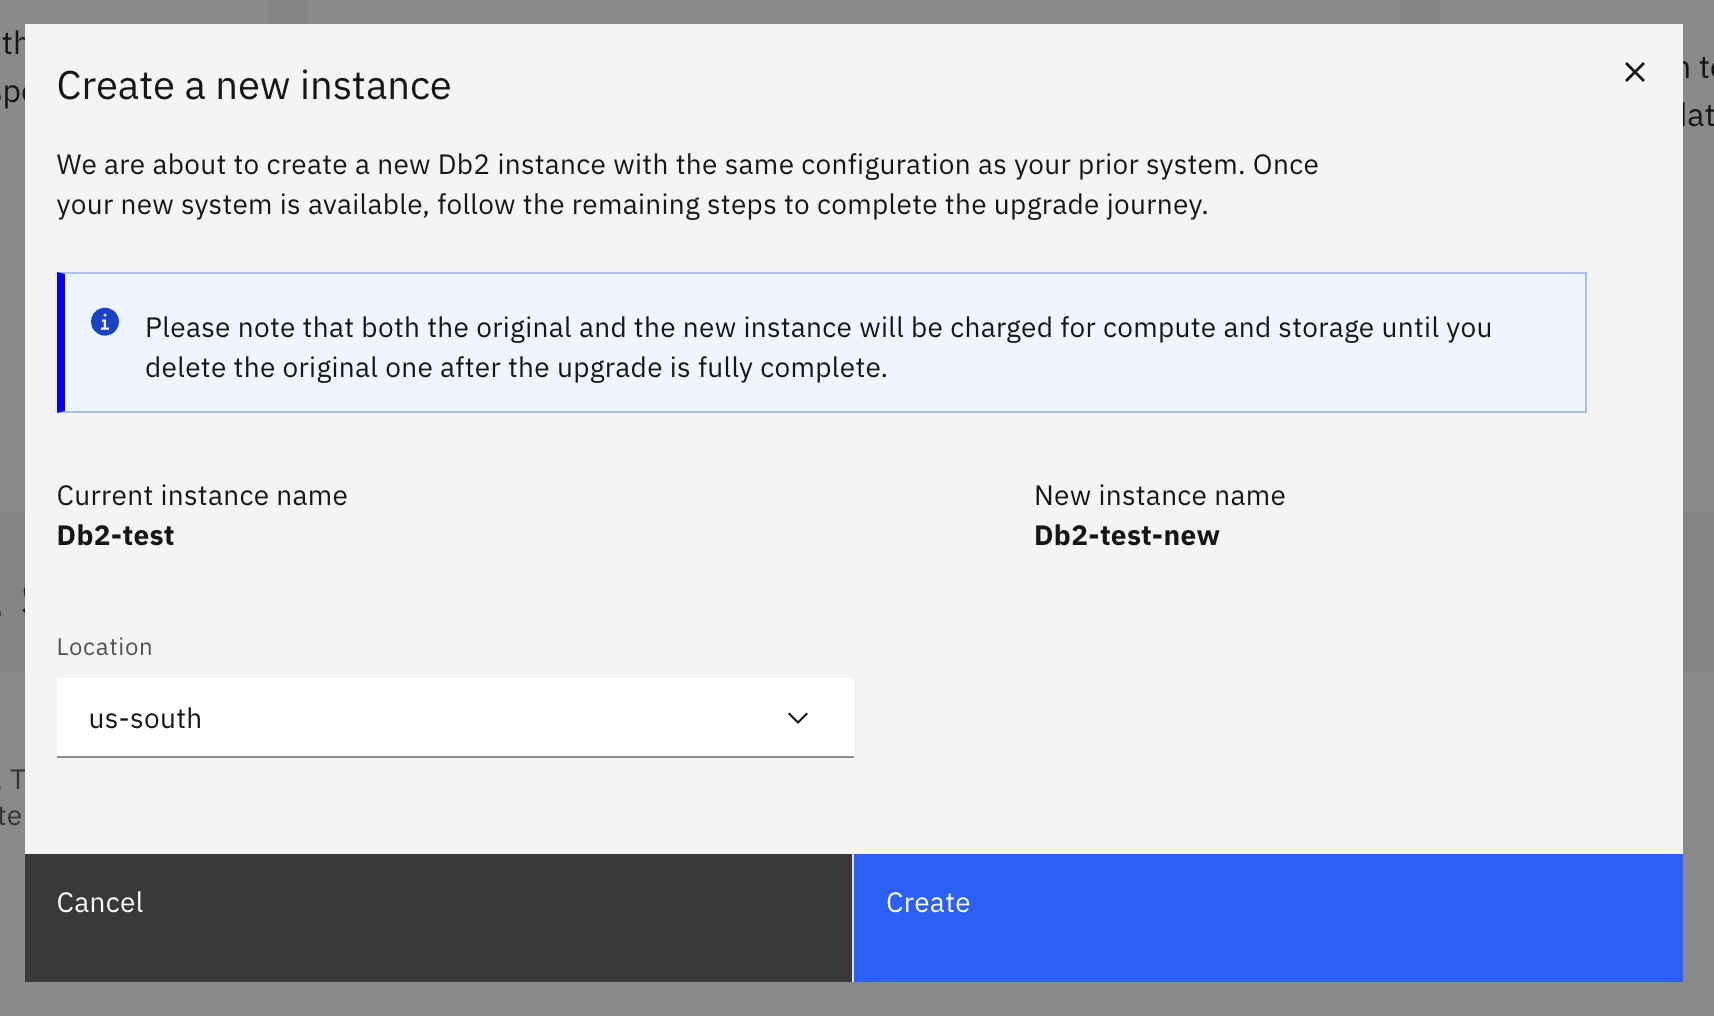 Create a new instance
We are about to create a new Db2 instance with the same configuration as your prior system. Once
your new system is available, follow the remaining steps to complete the upgrade journey.
Please note that both the original and the new instance will be charged for compute and storage until you
delete the original one after the upgrade is fully complete.
Current instance name
Db2-test
New instance name
Db2-test-new
Location
us-south
Cancel
Create